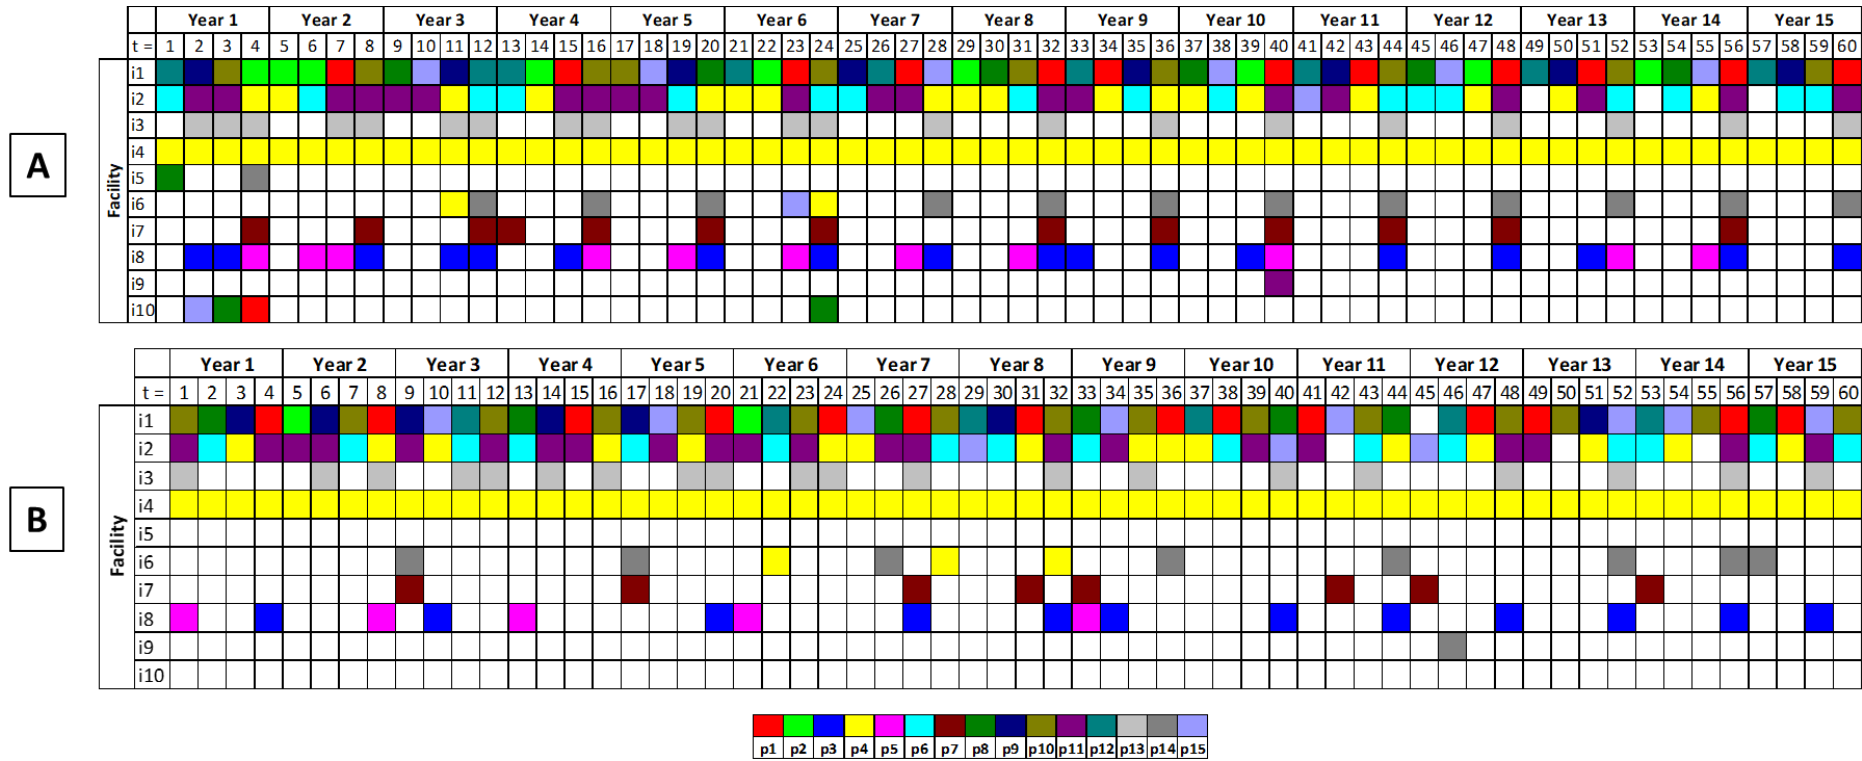 Year 1 Year 2 Year 3 Year 4 Year 5 Year 6 Year 7 Year 8 Year 9 Year 10 Year 11 Year 12 Year 13 Year 14 Year 15
t = 1 2 3 4 5 6 7 8 9 10 11 12 13 14 15 16 17 18 19 20 21 22 23 24 25 26 27 28 29 30 31 32 33 34 35 36 37 38 39 40 41 42 43 44 45 46 47 48 49 50 51 52 53 54 55 56 57 58 59 60
A
Facility
i1
i2
i3
i4
i5
i6
i7
i8
i9
i10
Year 1 Year 2 Year 3 Year 4 Year 5 Year 6 Year 7 Year 8 Year 9 Year 10 Year 11 Year 12 Year 13 Year 14 Year 15
t = 1 2 3 4 5 6 7 8 9 10 11 12 13 14 15 16 17 18 19 20 21 22 23 24 25 26 27 28 29 30 31 32 33 34 35 36 37 38 39 40 41 42 43 44 45 46 47 48 49 50 51 52 53 54 55 56 57 58 59 60
B
Facility
i1
i2
i3
i4
i5
i6
i7
i8
i9
i10
p1 p2 p3 p4 p5 p6 p7 p8 p9 p10 p11 p12 p13 p14 p15